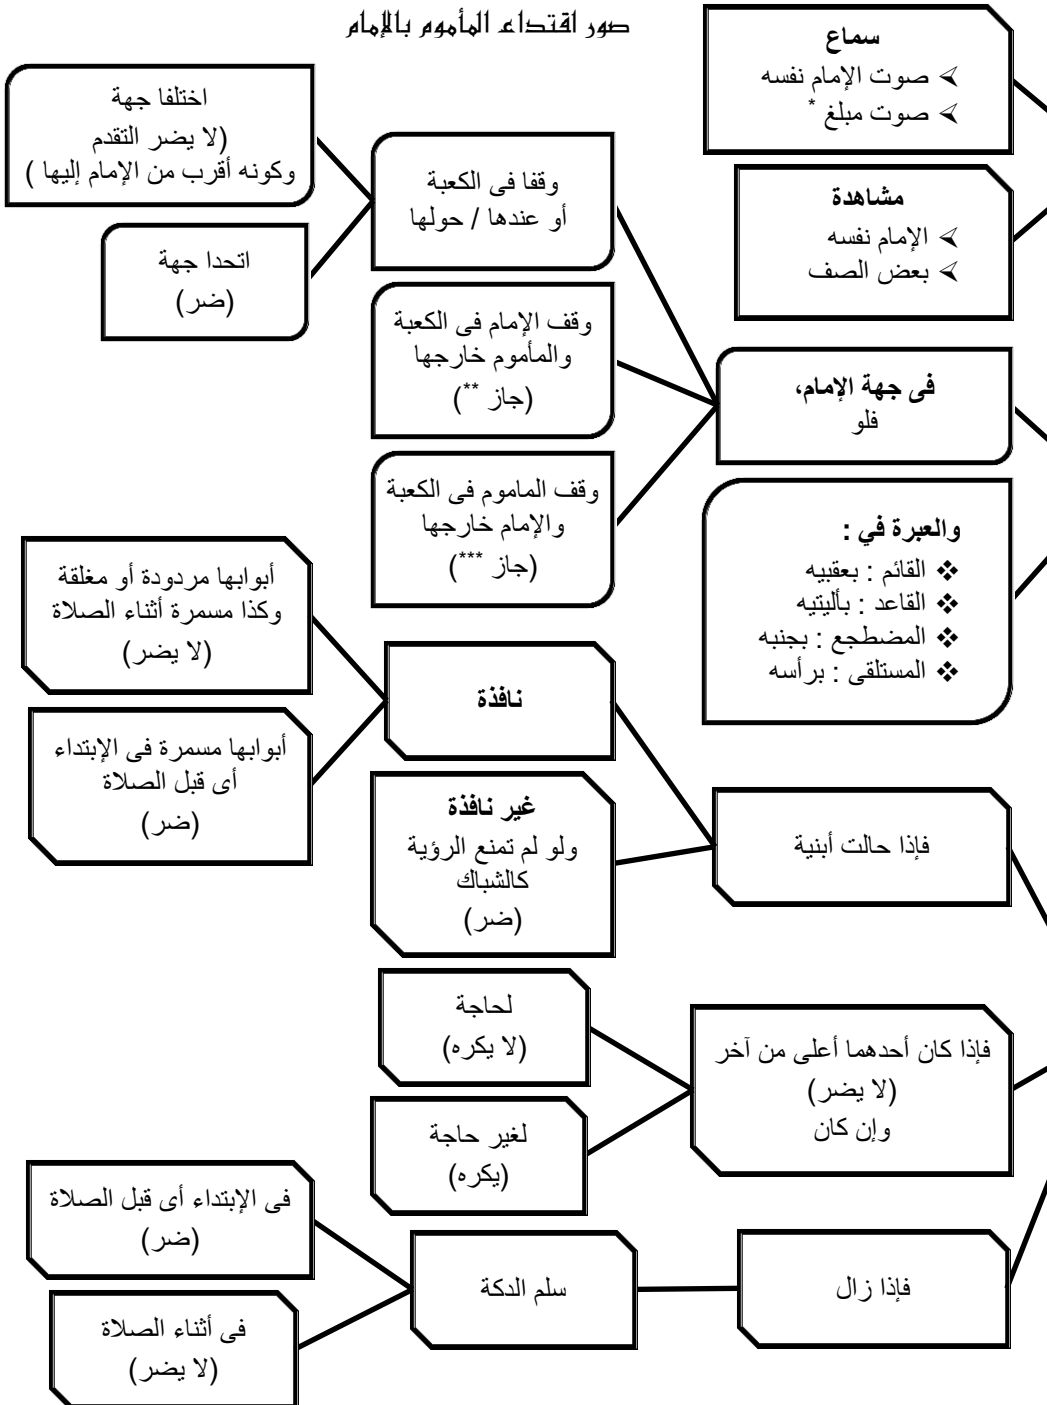 صور اقتداء المأموم بالإمام
سماع
صوت الإمام نفسه
صوت مبلغ *
مشاهدة
الإمام نفسه
بعض الصف
فى جهة الإمام،
فلو
وقفا فى الكعبة
أو عندها / حولها
اختلفا جهة
(لا يضر التقدم
وكونه أقرب من الإمام إليها )
اتحدا جهة
(ضر)
وقف الإمام فى الكعبة
والمأموم خارجها
(جاز **)
وقف الماموم فى الكعبة
والإمام خارجها
(جاز ***)
والعبرة في :
القائم : بعقبيه
القاعد : بأليتيه
المضطجع : بجنبه
المستلقى : برأسه
فإذا حالت أبنية
نافذة
أبوابها مردودة أو مغلقة
وكذا مسمرة أثناء الصلاة
(لا يضر)
أبوابها مسمرة فى الإبتداء
أى قبل الصلاة
(ضر)
غير نافذة
ولو لم تمنع الرؤية
كالشباك
(ضر)
فإذا كان أحدهما أعلى من آخر
(لا يضر)
وإن كان
لحاجة
(لا يكره)
لغير حاجة
(يكره)
فإذا زال
سلم الدكة
فى الإبتداء أى قبل الصلاة
(ضر)
فى أثناء الصلاة
(لا يضر)